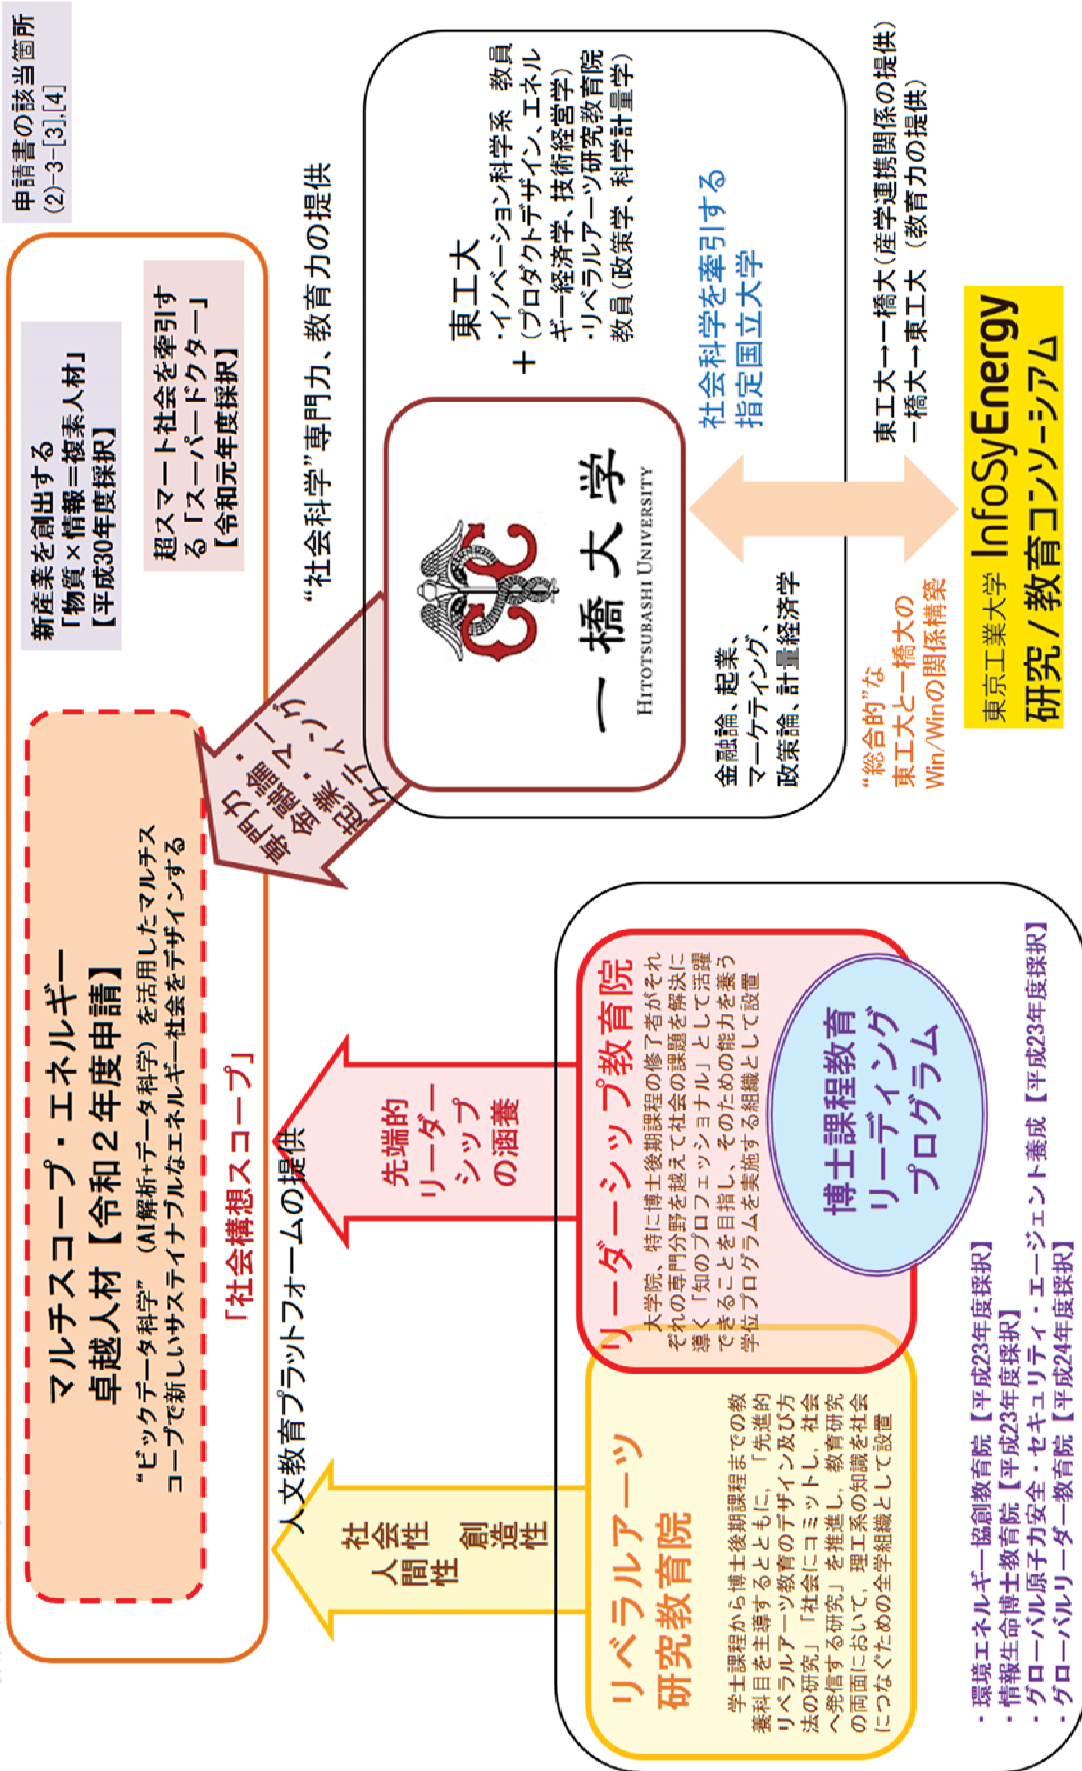 申請書の該当箇所
(2)-3-[3],[4]
マルチスコープ・エネルギー
卓越人材【令和2年度申請】
“ビックデータ科学”（AI解析+データ科学）を活用したマルチス
コープで新しいサステイナブルなエネルギー社会をデザインする
新産業を創出する
「物質×情報＝複素人材」
【平成30年度採択】
超スマート社会を牽引す
る「スーパードクター」
【令和元年度採択】
「社会構想スコープ」
人文教育プラットフォームの提供
“社会科学”専門力、教育力の提供
社会性
人間性
創造性
先端的
リーダー
シップ
の涵養
専門力
金融論・
起業・マー
ケティング
リベラルアーツ
研究教育院
学士課程から博士後期課程までの教
養科目を主導するとともに，「先進的
リベラルアーツ教育のデザイン及び方
法の研究」「社会にコミットし、社会
へ発信する研究」を推進し、教育研究
の両面において，理工系の知識を社会
につなぐための全学組織として設置
リーダーシップ教育院
大学院、特に博士後期課程の修了者がそれ
ぞれの専門分野を越えて社会の課題を解決に
導く「知のプロフェッショナル」として活躍
できることを目指し、そのための能力を養う
学位プログラムを実施する組織として設置
博士課程教育
リーディング
プログラム
・環境エネルギー協創教育院【平成23年度採択】
・情報生命博士教育院【平成23年度採択】
・グローバル原子力安全・セキュリティ・エージェント養成【平成23年度採択】
・グローバルリーダー教育院【平成24年度採択】
一橋大学
HITOTSUBASHI UNIVERSITY
＋
東工大
・イノベーション科学系　教員
（プロダクトデザイン、エネル
ギー経済学、技術経営学）
・リベラルアーツ研究教育院
教員（政策学、科学計量学）
金融論、起業、
マーケティング、
政策論、計量経済学
社会科学を牽引する
指定国立大学
“総合的”な
東工大と一橋大の
Win/Winの関係構築
東工大→一橋大（産学連携関係の提供）
一橋大→東工大（教育力の提供）
東京工業大学 InfoSyEnergy
研究/教育コンソーシアム